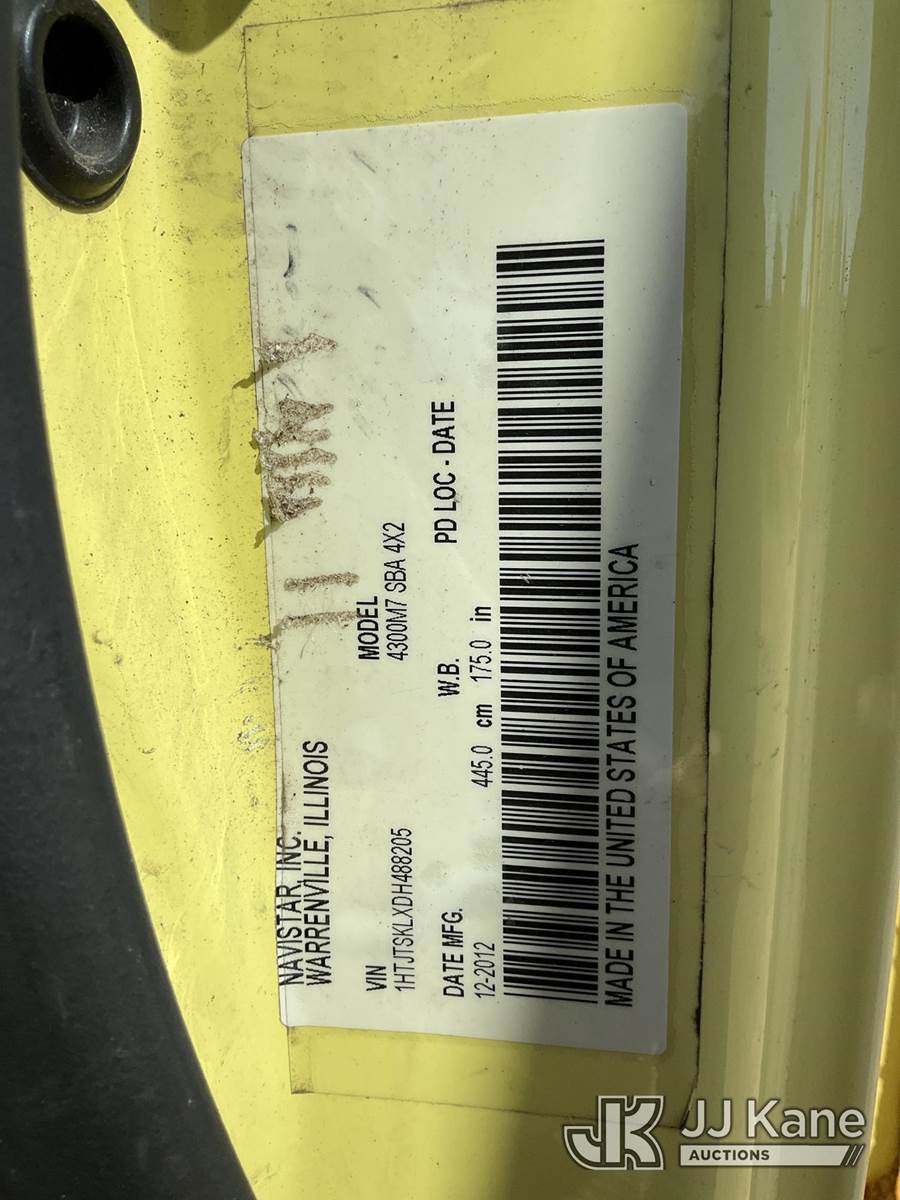 NAVISTAR, INC.
WARRENVILLE, ILLINOIS
VIN MODEL
1HTJTSKLXDH488205 4300M7 SBA 4X2
DATE MFG. W.B. PD LOC - DATE
12-2012 445.0 cm 175.0 in
MADE IN THE UNITED STATES OF AMERICA
JK JJ Kane
AUCTIONS